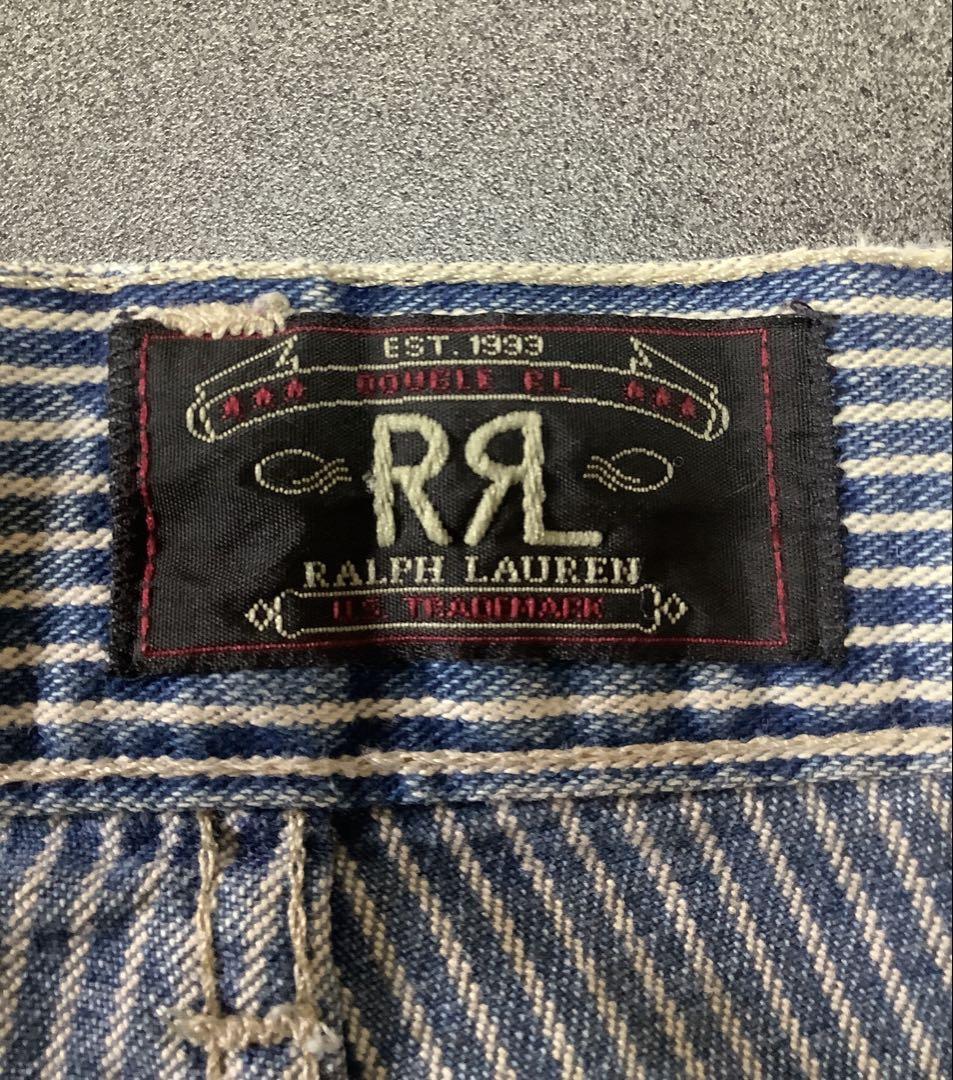 EST. 1993
DOUBLE RL
RRL
RALPH LAUREN
U.S. TRADEMARK